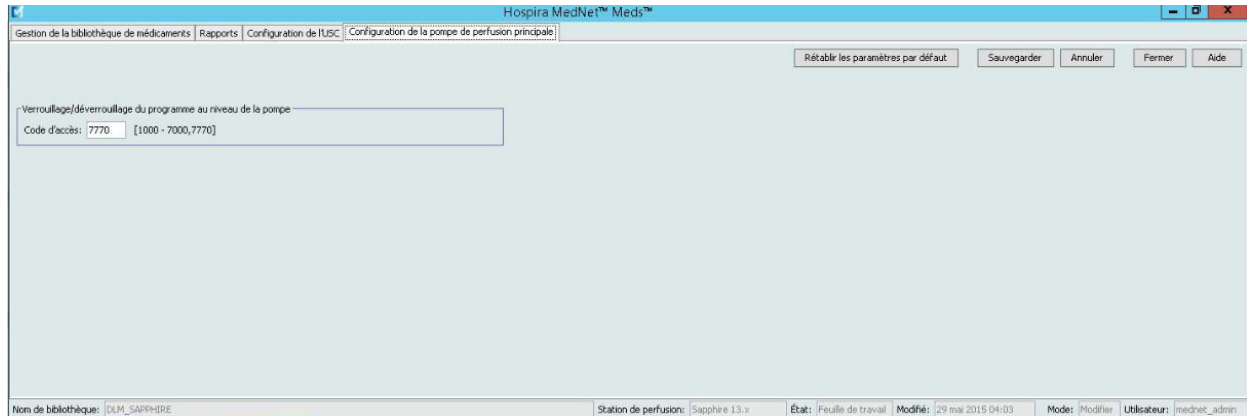 Hospira MedNet™ Meds™
Gestion de la bibliothèque de médicaments Rapports Configuration de l'USC Configuration de la pompe de perfusion principale
Rétablir les paramètres par défaut Sauvegarder Annuler Fermer Aide
Verrouillage/déverrouillage du programme au niveau de la pompe
Code d'accès: 7770 [1000 - 7000,7770]
Nom de bibliothèque: DLM_SAPPHIRE Station de perfusion: Sapphire 13.x État: Feuille de travail Modifié: 29 mai 2015 04:03 Mode: Modifier Utilisateur: mednet_admin